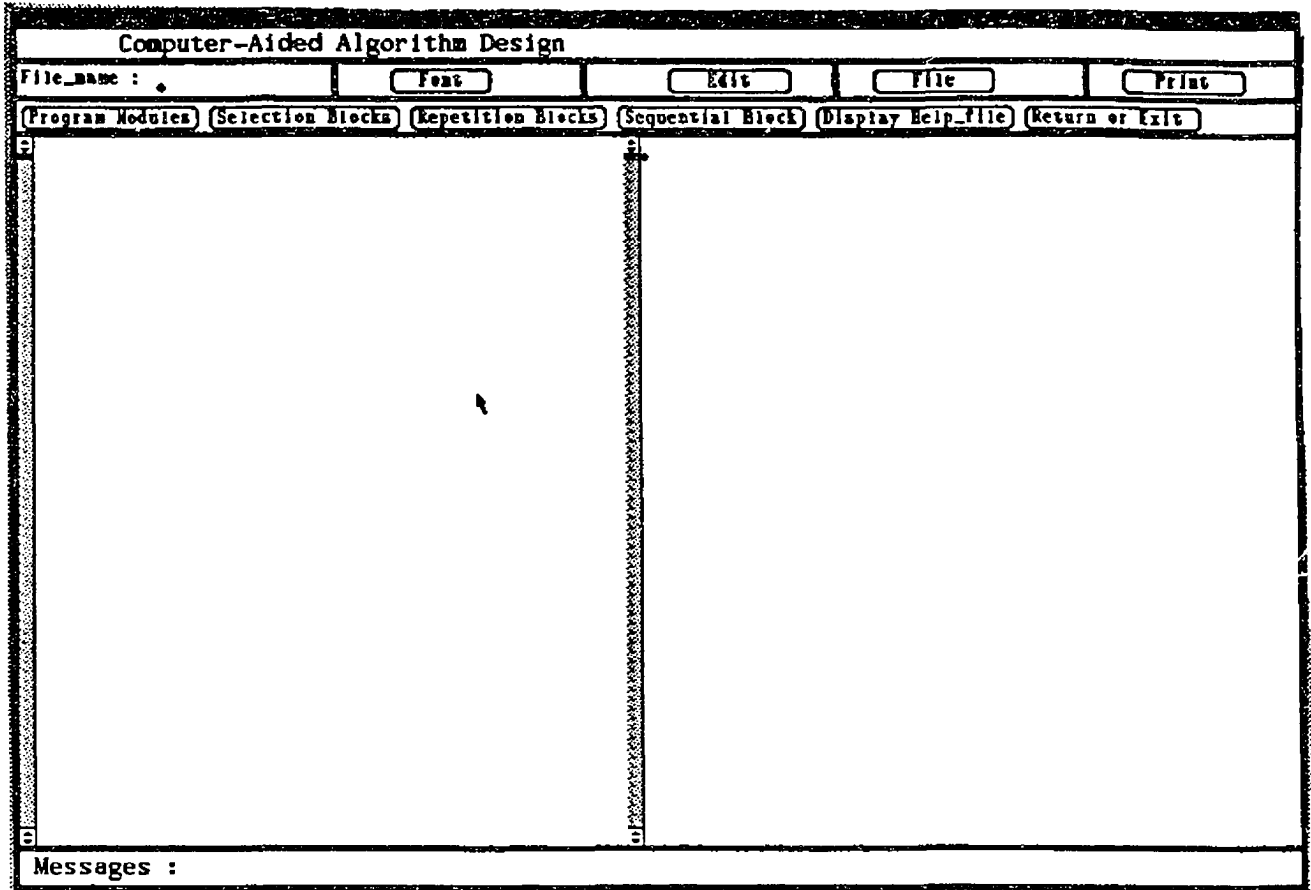 Computer-Aided Algorithm Design
File_name : Font Edit File Print
Program Modules Selection Blocks Repetition Blocks Sequential Block Display Help_file Return or Exit
Messages :